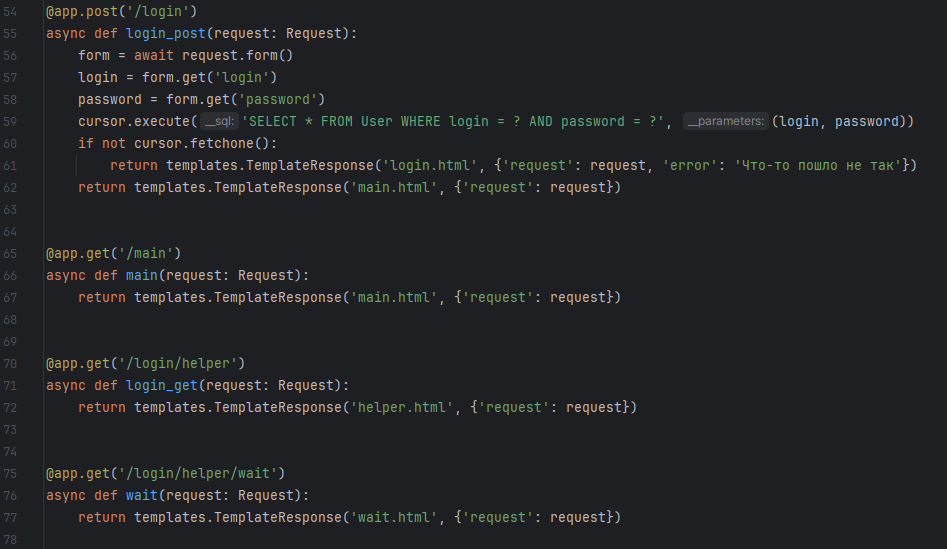 54 @app.post('/login')
55 async def login_post(request: Request):
56     form = await request.form()
57     login = form.get('login')
58     password = form.get('password')
59     cursor.execute(__sql: 'SELECT * FROM User WHERE login = ? AND password = ?', __parameters: (login, password))
60     if not cursor.fetchone():
61         return templates.TemplateResponse('login.html', {'request': request, 'error': 'Что-то пошло не так'})
62     return templates.TemplateResponse('main.html', {'request': request})
63
64
65 @app.get('/main')
66 async def main(request: Request):
67     return templates.TemplateResponse('main.html', {'request': request})
68
69
70 @app.get('/login/helper')
71 async def login_get(request: Request):
72     return templates.TemplateResponse('helper.html', {'request': request})
73
74
75 @app.get('/login/helper/wait')
76 async def wait(request: Request):
77     return templates.TemplateResponse('wait.html', {'request': request})
78